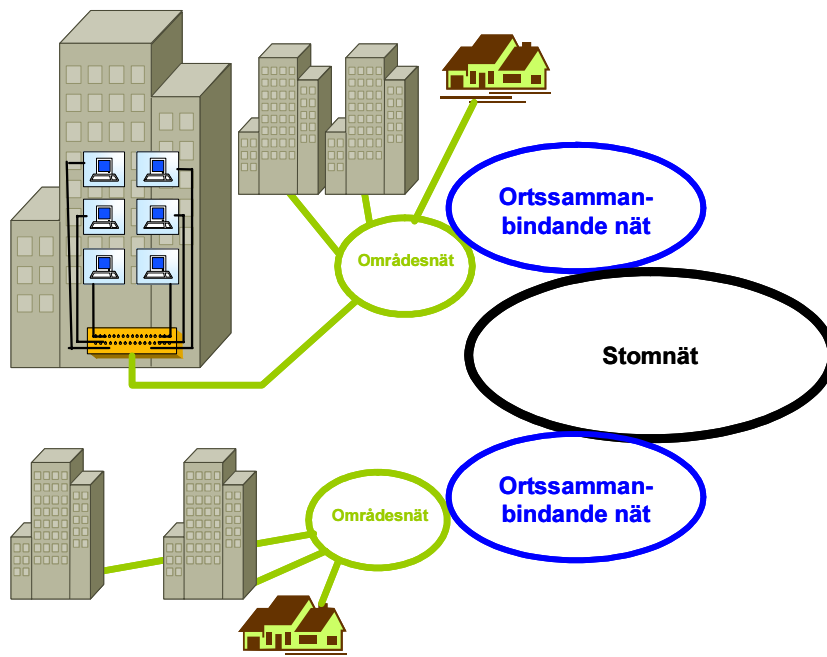 Ortssamman-
bindande nät
Områdesnät
Stomnät
Ortssamman-
bindande nät
Områdesnät